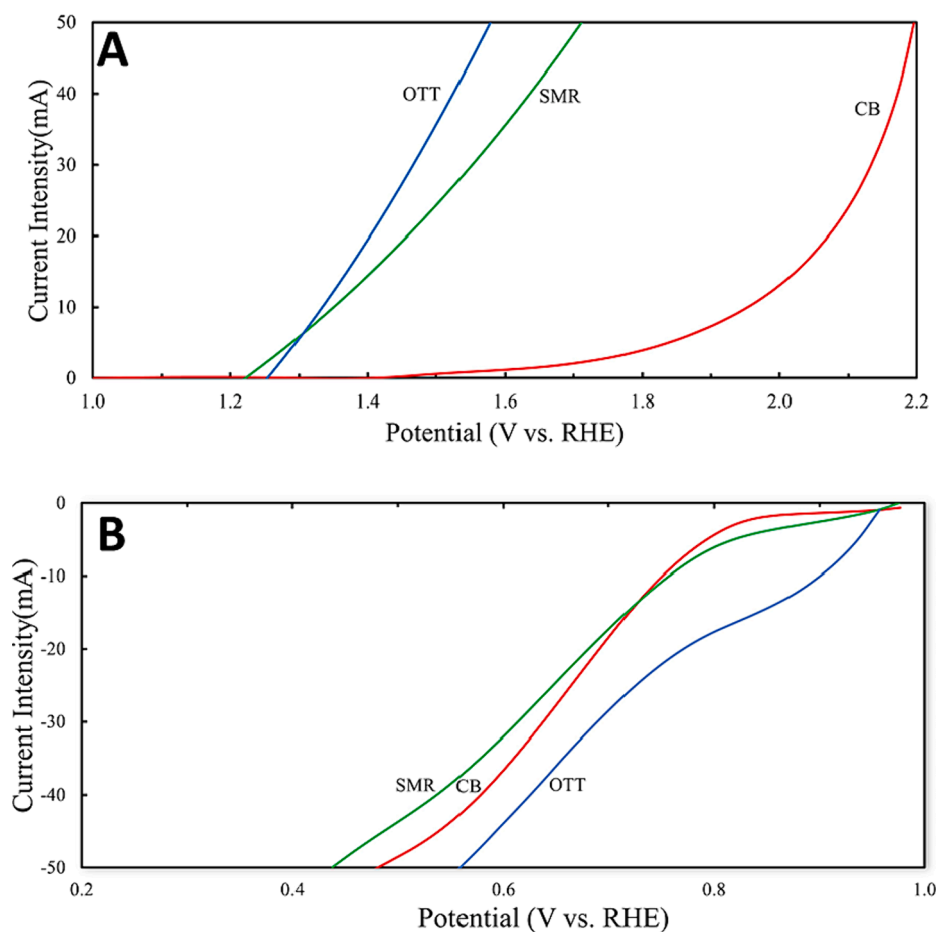 A
50
40
30
20
10
0
Current Intensity(mA)
OTT
SMR
CB
1.0 1.2 1.4 1.6 1.8 2.0 2.2
Potential (V vs. RHE)
B
0
-10
-20
-30
-40
-50
Current Intensity(mA)
SMR CB OTT
0.2 0.4 0.6 0.8 1.0
Potential (V vs. RHE)